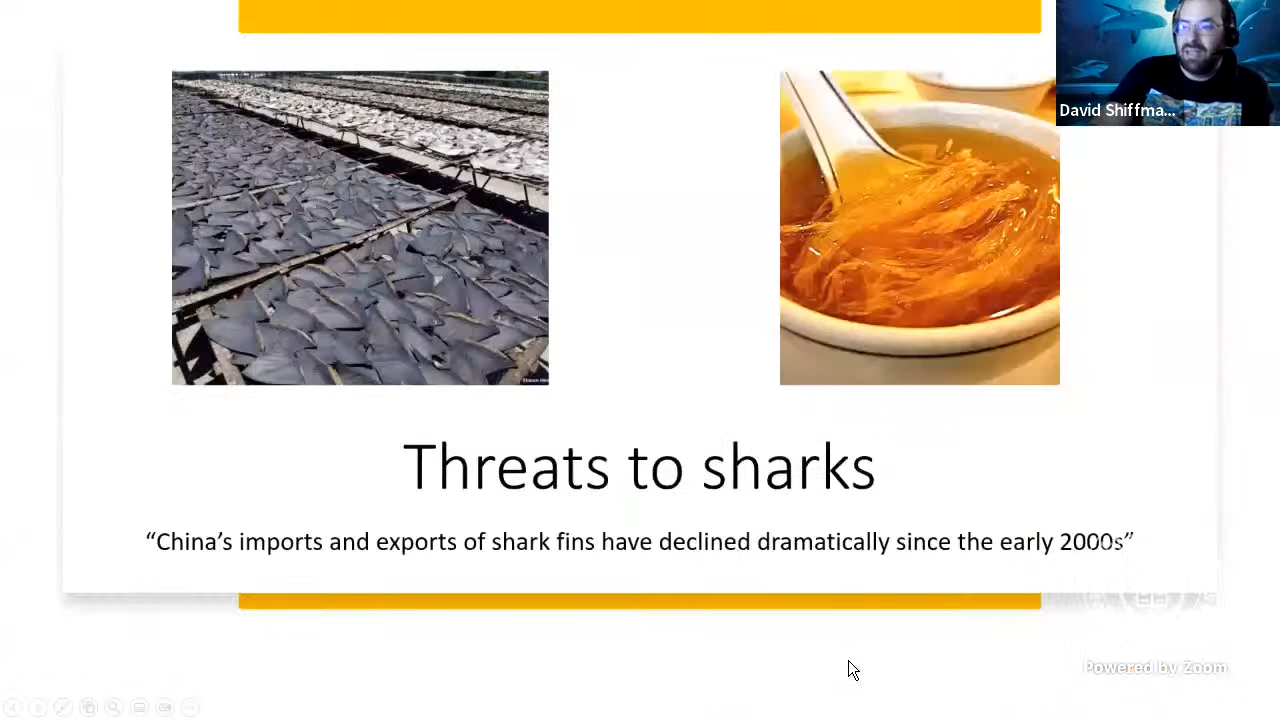 David Shiffma...
Threats to sharks
“China’s imports and exports of shark fins have declined dramatically since the early 2000s”
Powered by Zoom